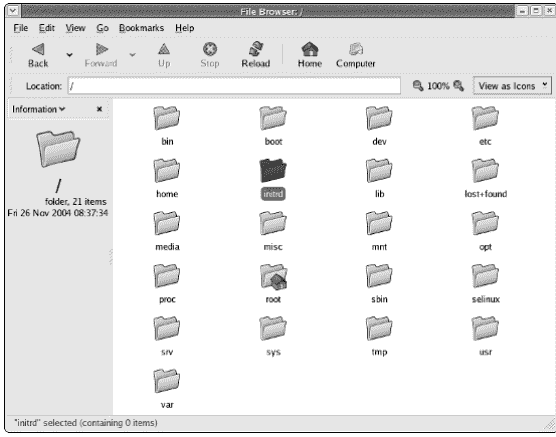 File Browser: /
File Edit View Go Bookmarks Help
Back Forward Up Stop Reload Home Computer
Location: / 100% View as Icons
Information
/
folder, 21 items
Fri 26 Nov 2004 08:37:34
bin boot dev etc
home initrd lib lost+found
media misc mnt opt
proc root sbin selinux
srv sys tmp usr
var
"initrd" selected (containing 0 items)